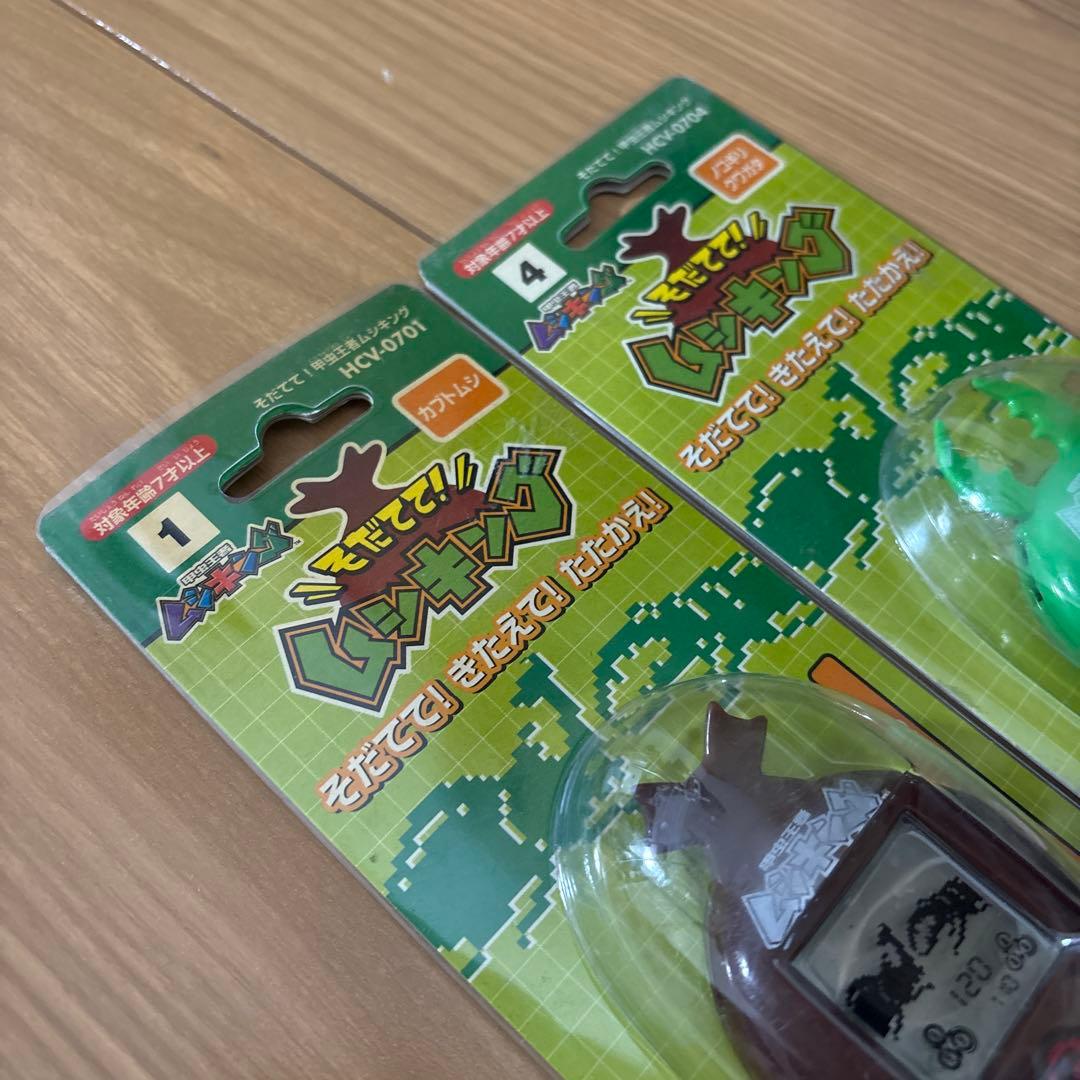 そだてて！甲虫王者ムシキング
HCV-0701
対象年齢7才以上
1
カブトムシ
甲虫王者
ムシキング
そだてて！
ムシキング
そだてて！きたえて！たたかえ！
甲虫王者
ムシキング
120
110
そだてて！甲虫王者ムシキング
HCV-0704
対象年齢7才以上
4
ノコギリ
クワガタ
甲虫王者
ムシキング
そだてて！
ムシキング
そだてて！きたえて！たたかえ！